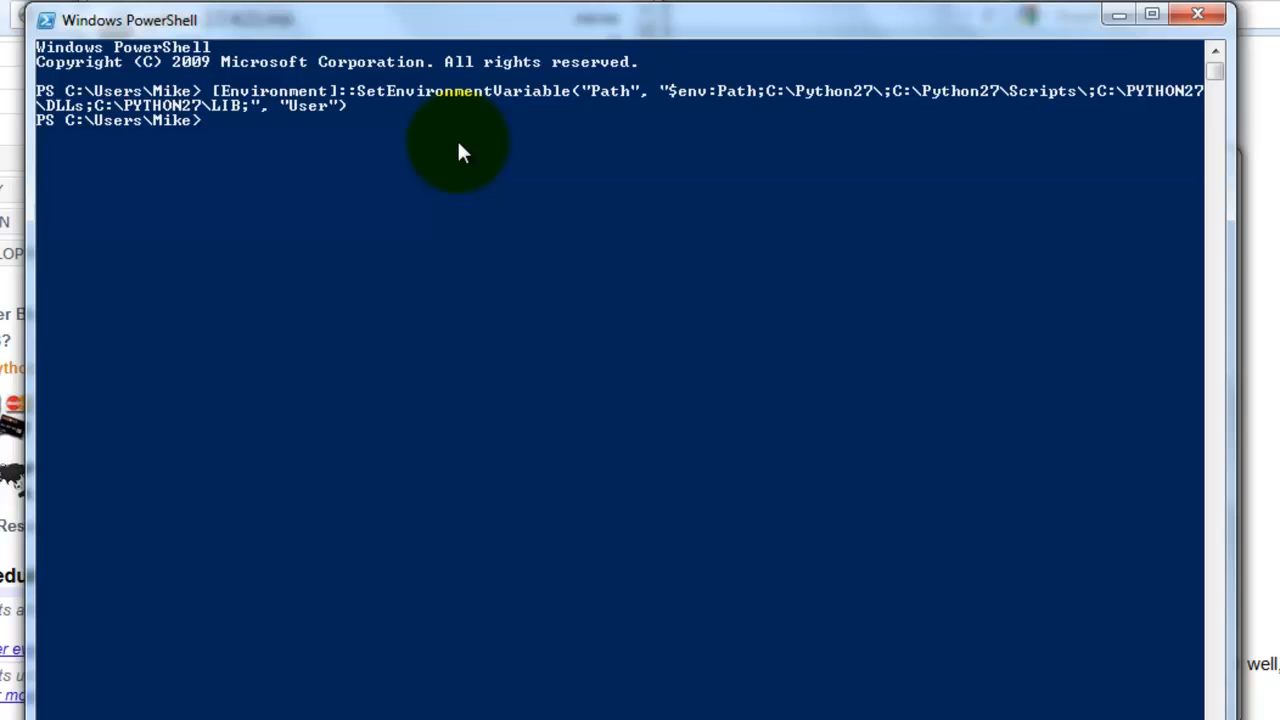 Windows PowerShell
Windows PowerShell
Copyright (C) 2009 Microsoft Corporation. All rights reserved.
PS C:\Users\Mike> [Environment]::SetEnvironmentVariable("Path", "$env:Path;C:\Python27\;C:\Python27\Scripts\;C:\PYTHON27
\DLLs;C:\PYTHON27\LIB;", "User")
PS C:\Users\Mike>
well,